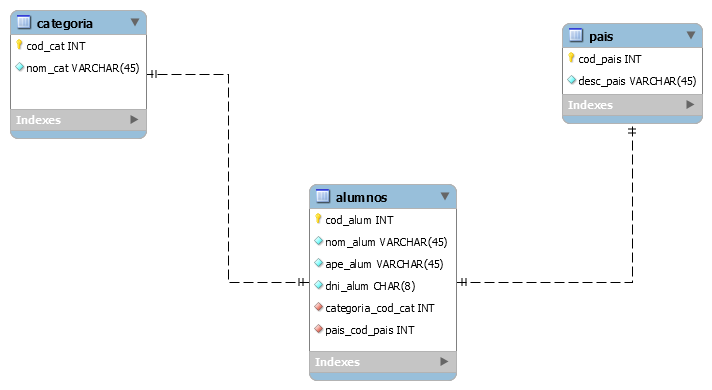 categoria
cod_cat INT
nom_cat VARCHAR(45)
Indexes
pais
cod_pais INT
desc_pais VARCHAR(45)
Indexes
alumnos
cod_alum INT
nom_alum VARCHAR(45)
ape_alum VARCHAR(45)
dni_alum CHAR(8)
categoria_cod_cat INT
pais_cod_pais INT
Indexes